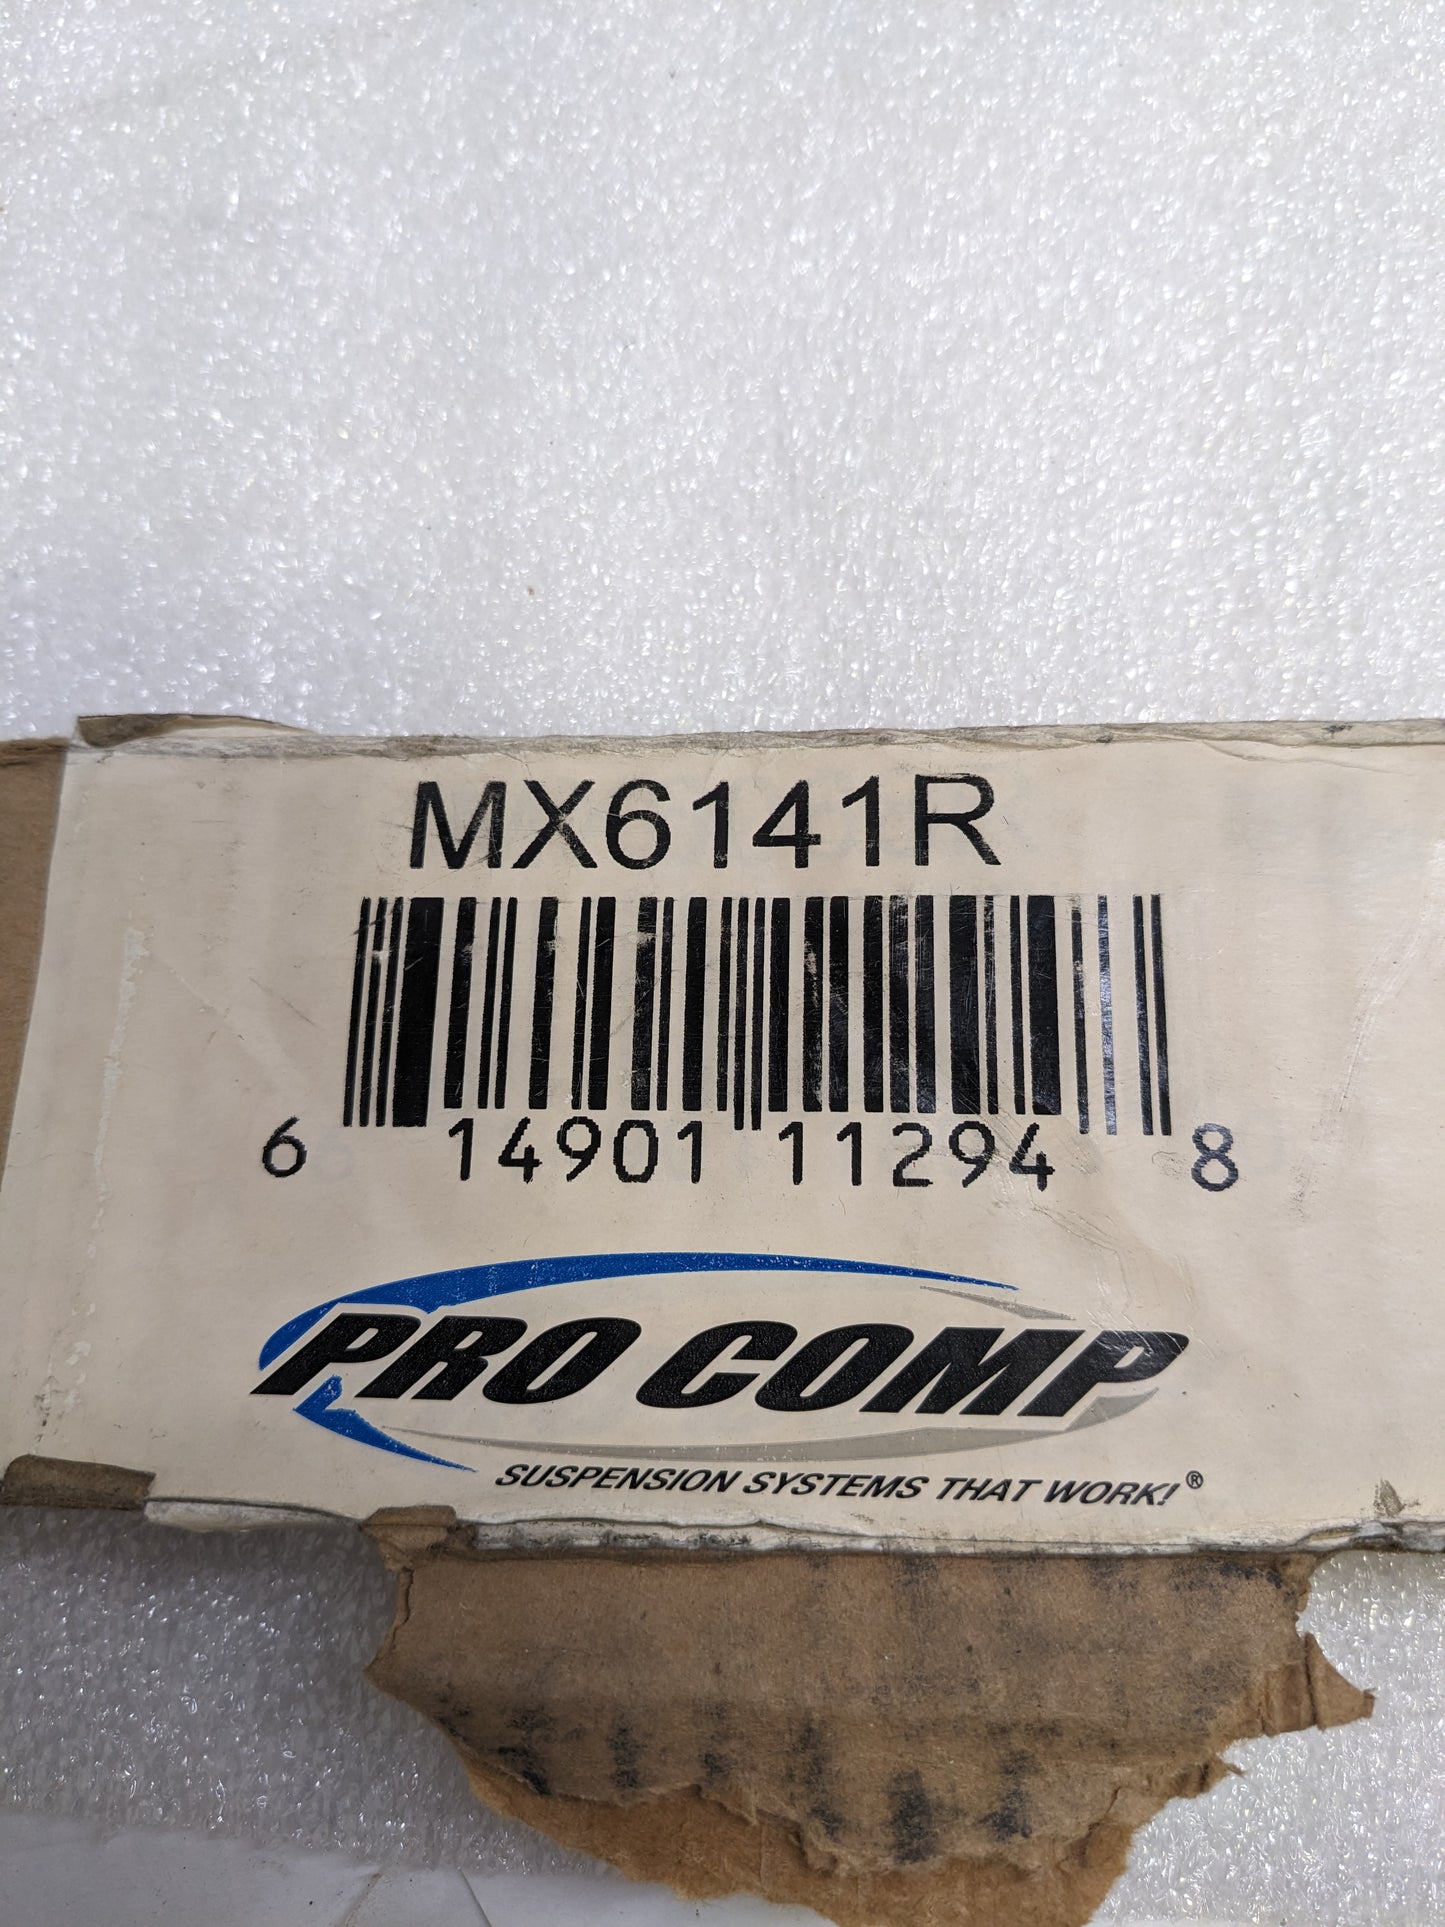 MX6141R
6 14901 11294 8
PRO COMP
SUSPENSION SYSTEMS THAT WORK!®